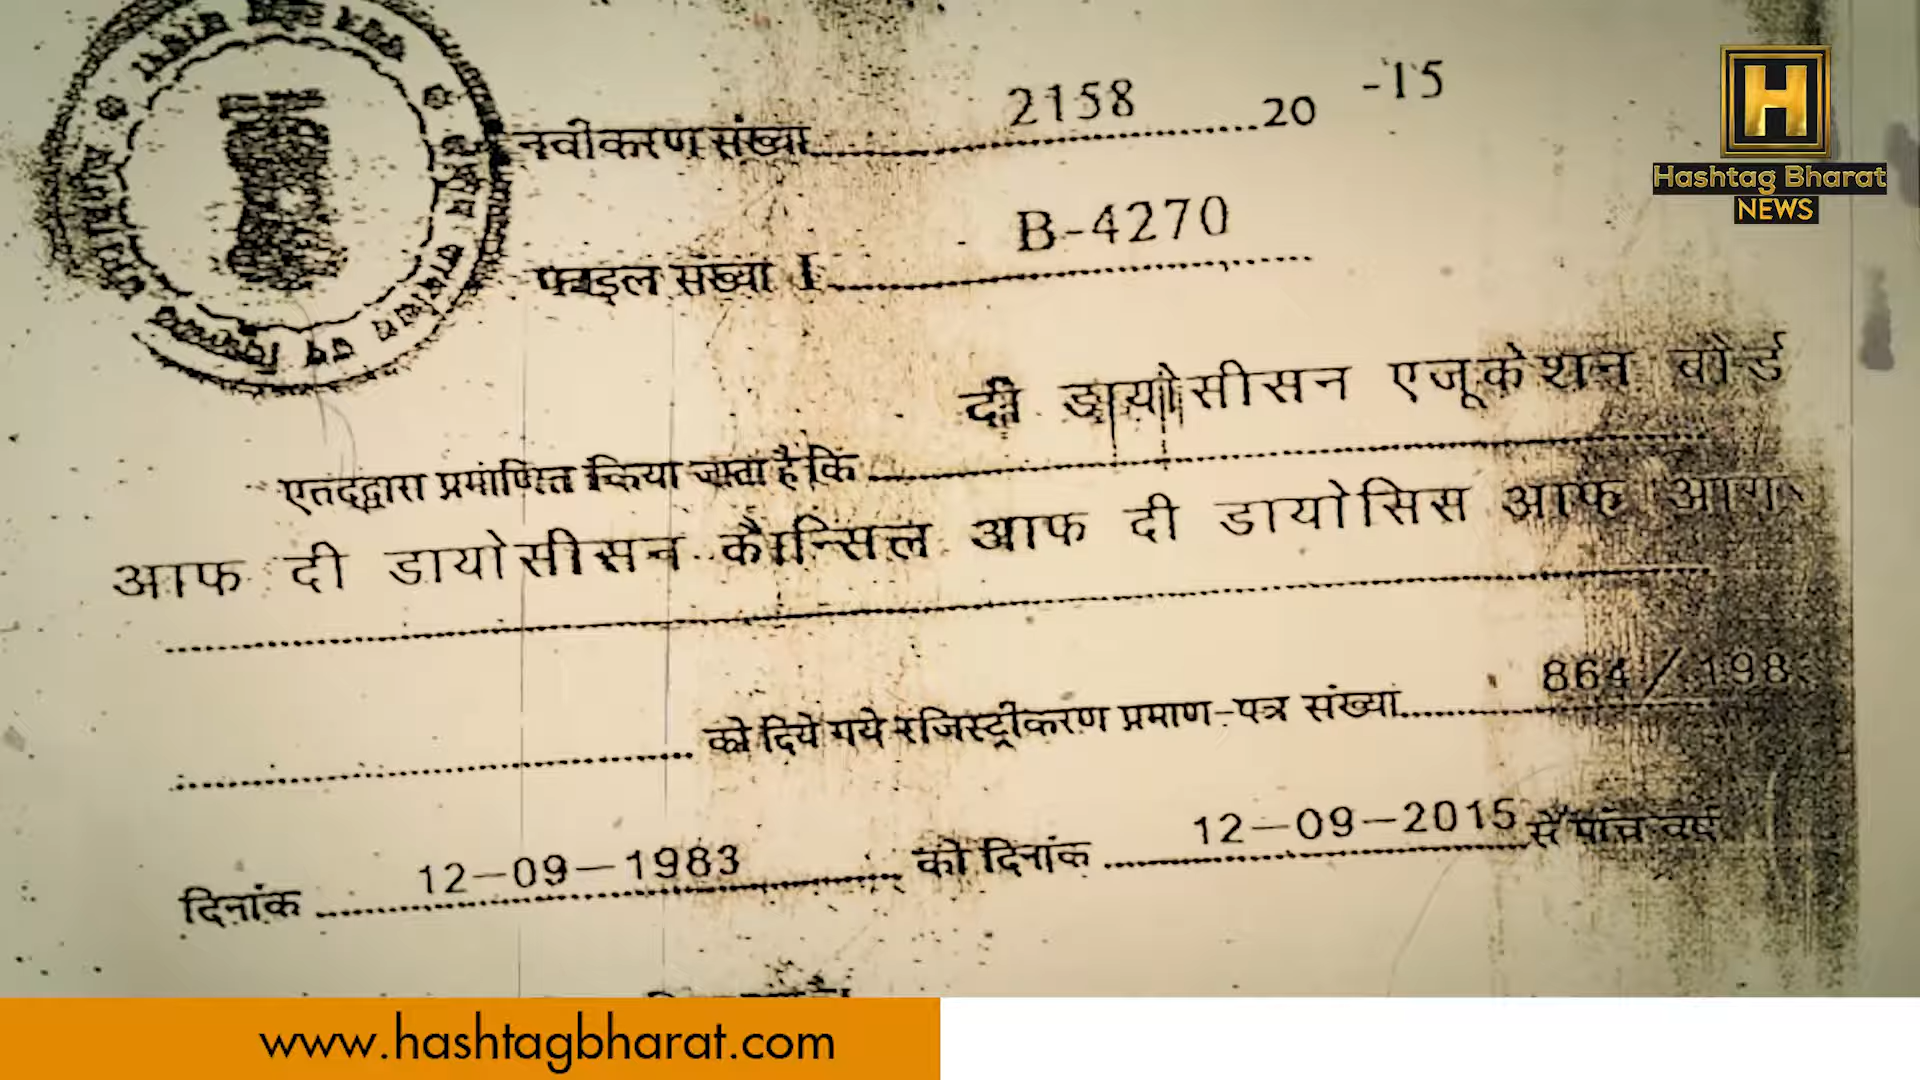 नवीकरण संख्या 2158 20 -15
फाइल संख्या I B-4270
दी डायोसीसन एजूकेशन बोर्ड
एतद्द्वारा प्रमाणित किया जाता है कि
आफ दी डायोसीसन कौन्सिल आफ दी डायोसिस आफ
को दिये गये रजिस्ट्रीकरण प्रमाण-पत्र संख्या 864/198
दिनांक 12-09-1983 को दिनांक 12-09-2015 से पांच वर्ष
H
Hashtag Bharat
NEWS
www.hashtagbharat.com